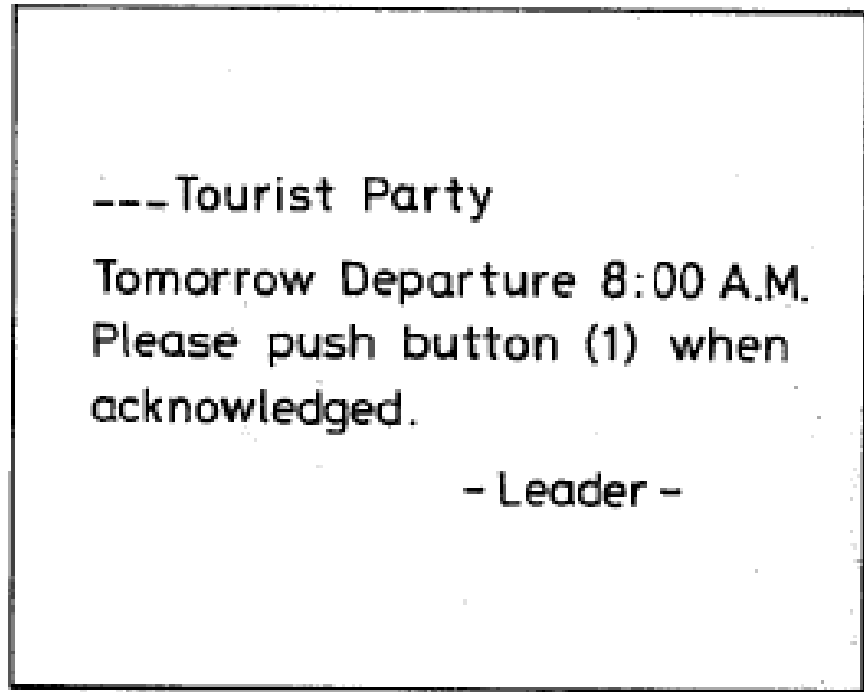 ---Tourist Party
Tomorrow Departure 8:00 A.M.
Please push button (1) when
acknowledged.
- Leader -